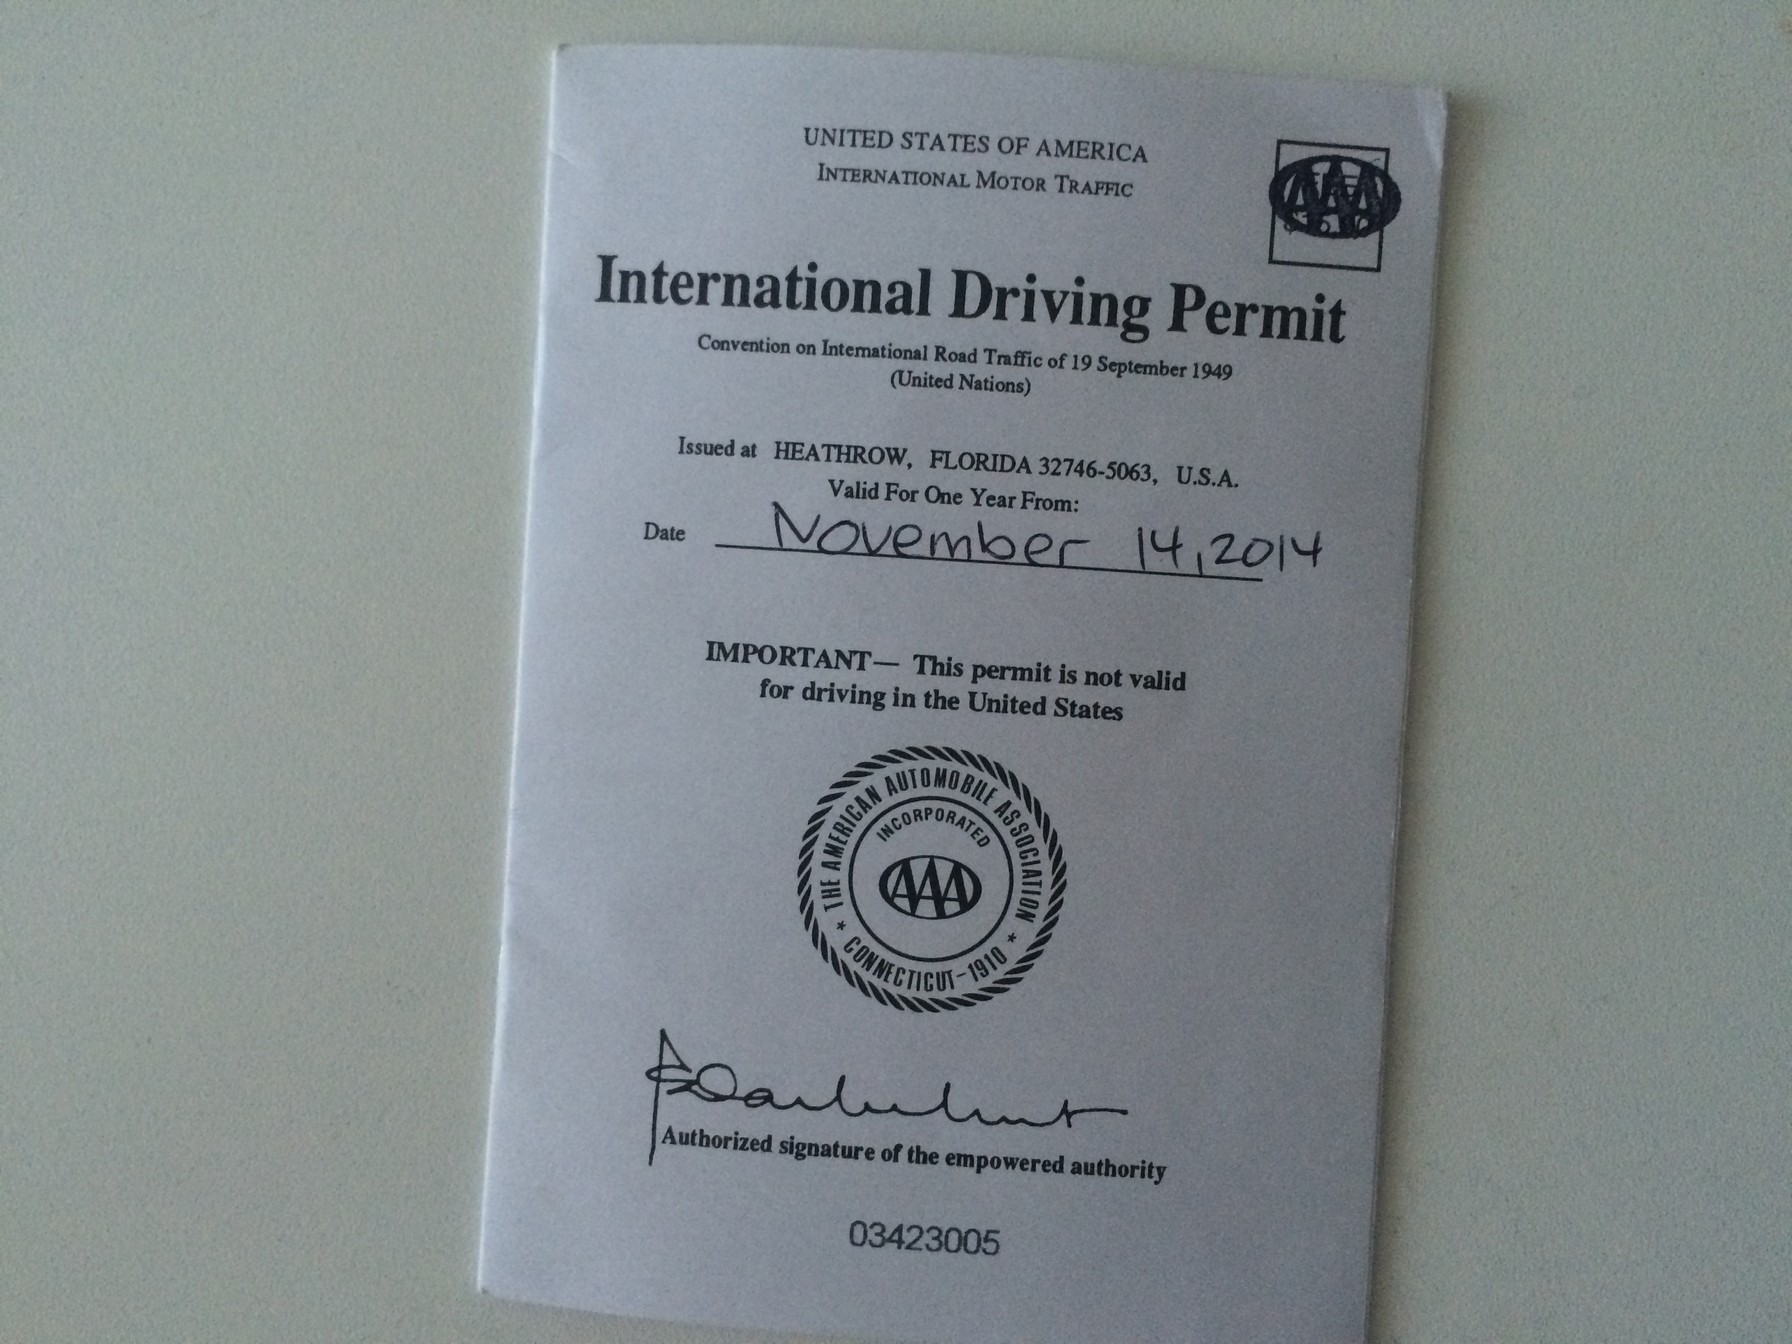 UNITED STATES OF AMERICA
INTERNATIONAL MOTOR TRAFFIC
AAA
International Driving Permit
Convention on International Road Traffic of 19 September 1949
(United Nations)
Issued at HEATHROW, FLORIDA 32746-5063, U.S.A.
Valid For One Year From:
Date November 14, 2014
IMPORTANT— This permit is not valid
for driving in the United States
THE AMERICAN AUTOMOBILE ASSOCIATION
INCORPORATED
AAA
* CONNECTICUT-1910 *
Authorized signature of the empowered authority
03423005